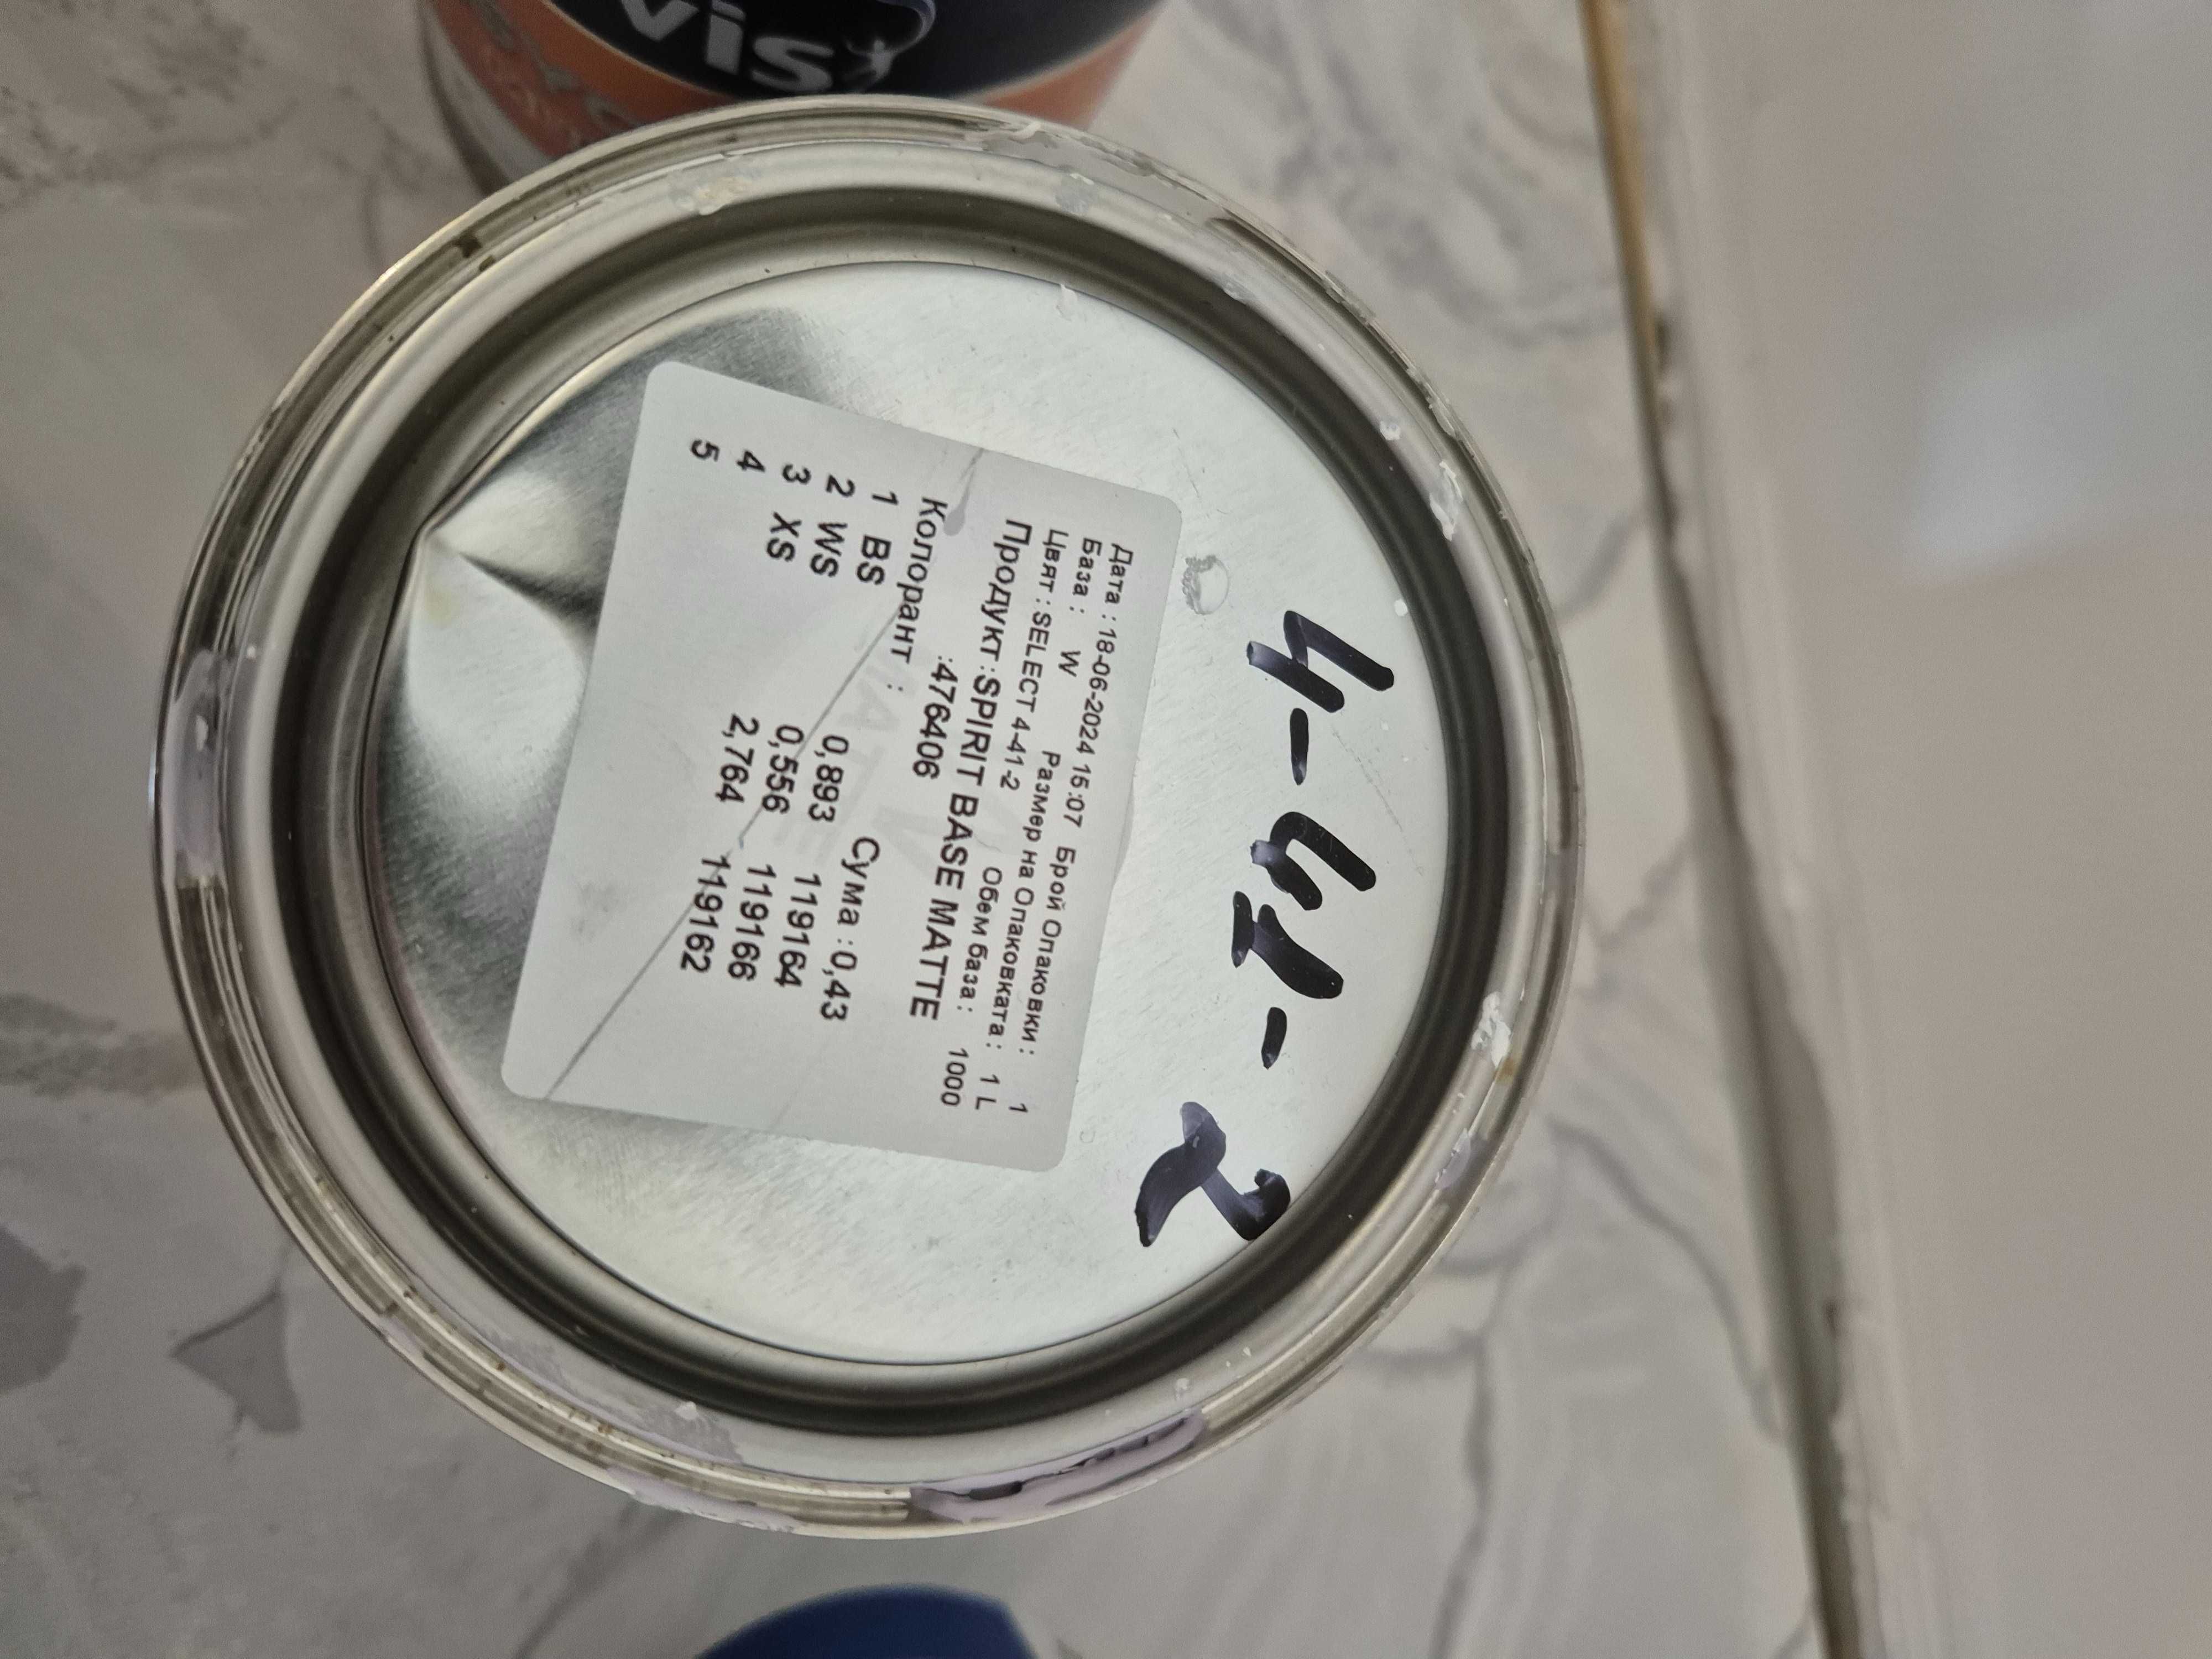 vis
4-41-2
Дата : 18-06-2024 15:07 Брой Опаковки : 1
База : W Размер на Опаковката : 1 L
Цвят : SELECT 4-41-2 Обем база : 1000
Продукт : SPIRIT BASE MATTE
:476406
Колорант : Сума : 0,43
1 BS 0,893 119164
2 WS 0,556 119166
3 XS 2,764 119162
4
5